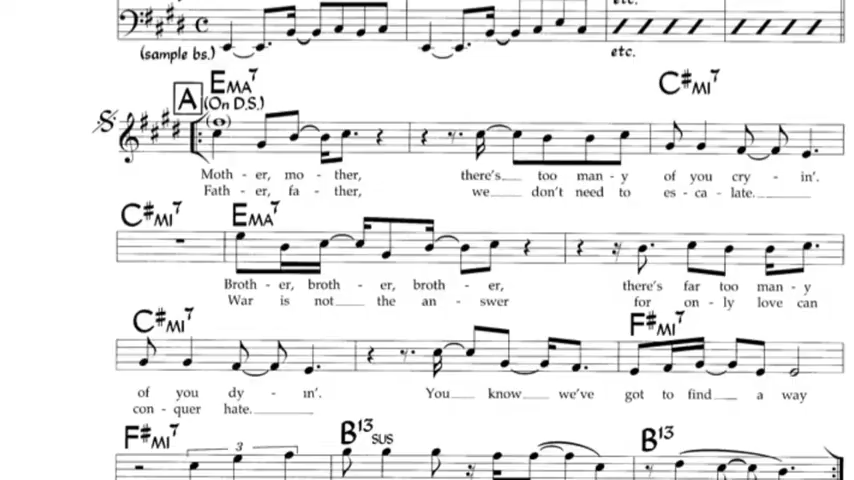 etc.
(sample bs.)
etc.
A EMA7 C#MI7
(On D.S.)
Moth - er, mo - ther, there's too man - y of you cry - in'.
Fath - er, fa - ther, we don't need to es - ca - late.
C#MI7 EMA7
Broth - er, broth - er, broth - er, there's far too man - y
War is not the an - swer for on - ly love can
C#MI7 F#MI7
of you dy - in'. You know we've got to find a way
con - quer hate.
F#MI7 3 B13SUS B13